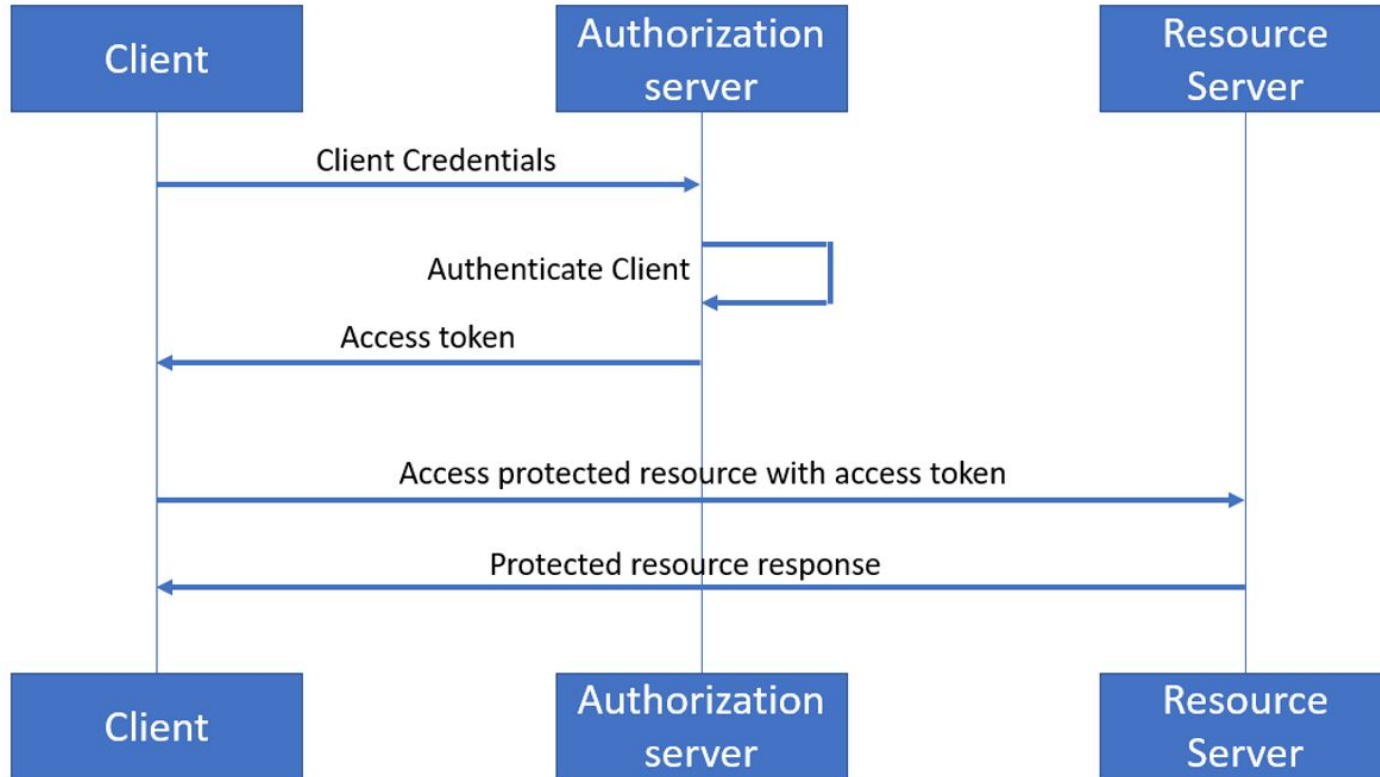 Client
Authorization
server
Resource
Server
Client Credentials
Authenticate Client
Access token
Access protected resource with access token
Protected resource response
Client
Authorization
server
Resource
Server